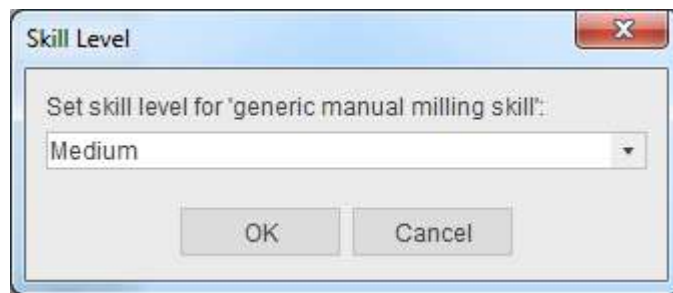 Skill Level
Set skill level for 'generic manual milling skill':
Medium
OK
Cancel